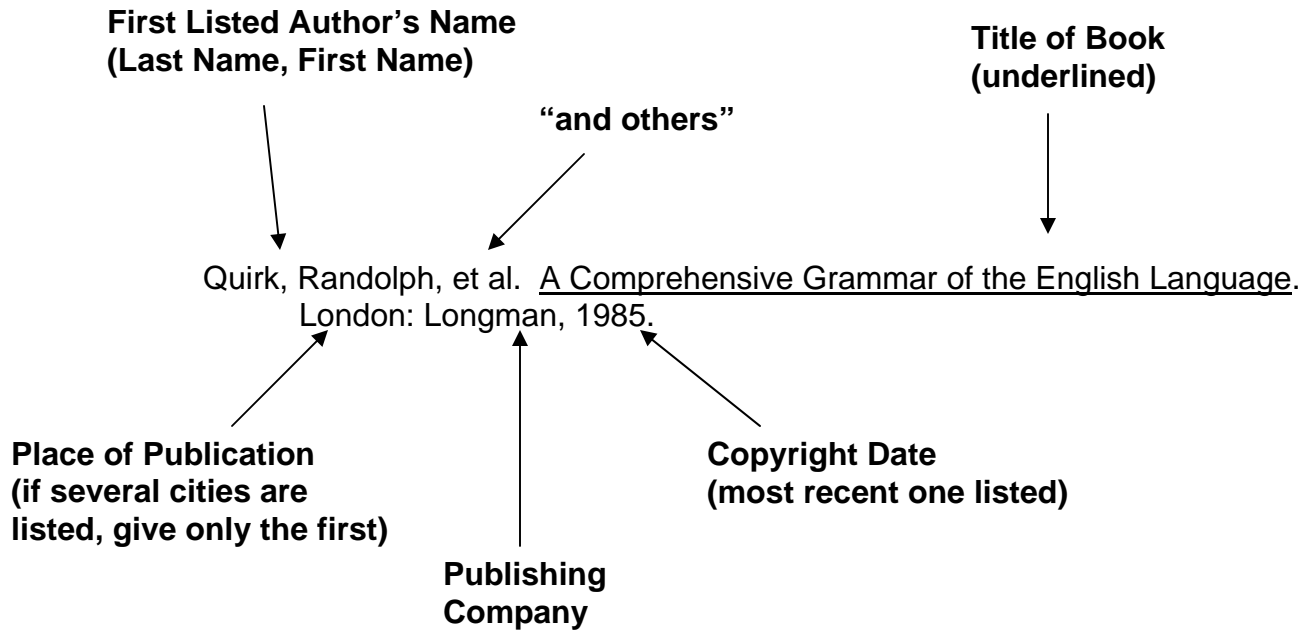 First Listed Author’s Name
(Last Name, First Name)
Title of Book
(underlined)
“and others”
Quirk, Randolph, et al.  A Comprehensive Grammar of the English Language.
London: Longman, 1985.
Place of Publication
(if several cities are
listed, give only the first)
Copyright Date
(most recent one listed)
Publishing
Company